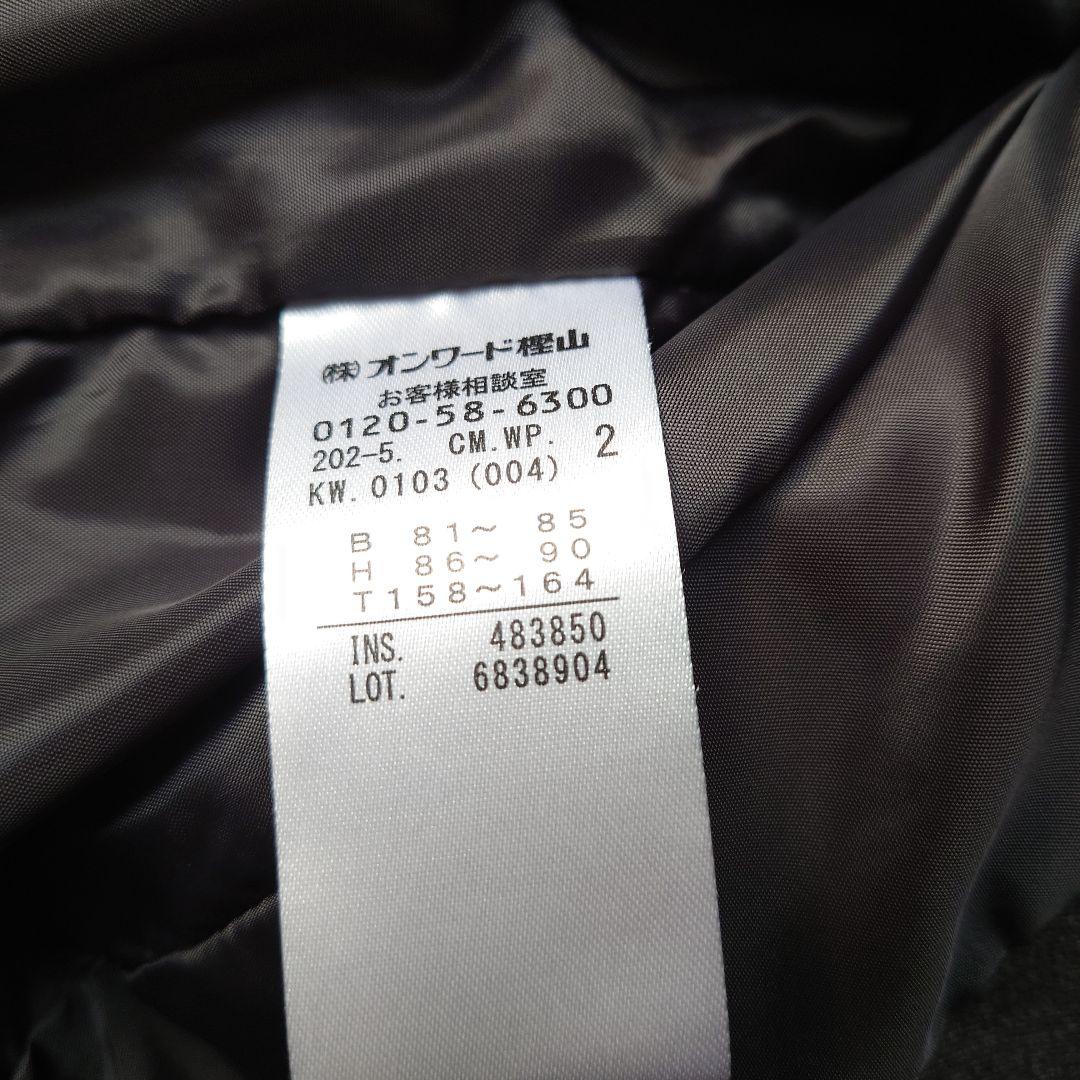 ㈱オンワード樫山
お客様相談室
0120-58-6300
202-5. CM.WP. 2
KW. 0103 (004)
B 81～ 85
H 86～ 90
T158～164
INS. 483850
LOT. 6838904